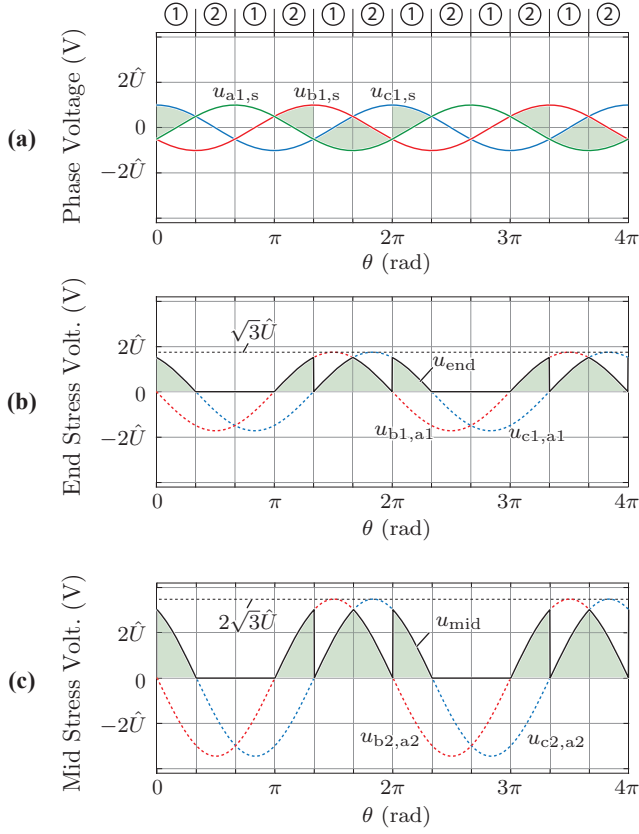 ① ② ① ② ① ② ① ② ① ② ① ②
(a)
Phase Voltage (V)
2Û
0
−2Û
u_a1,s u_b1,s u_c1,s
0 π 2π 3π 4π
θ (rad)
(b)
End Stress Volt. (V)
2Û
0
−2Û
√3Û
u_end
u_b1,a1 u_c1,a1
0 π 2π 3π 4π
θ (rad)
(c)
Mid Stress Volt. (V)
2Û
0
−2Û
2√3Û
u_mid
u_b2,a2 u_c2,a2
0 π 2π 3π 4π
θ (rad)